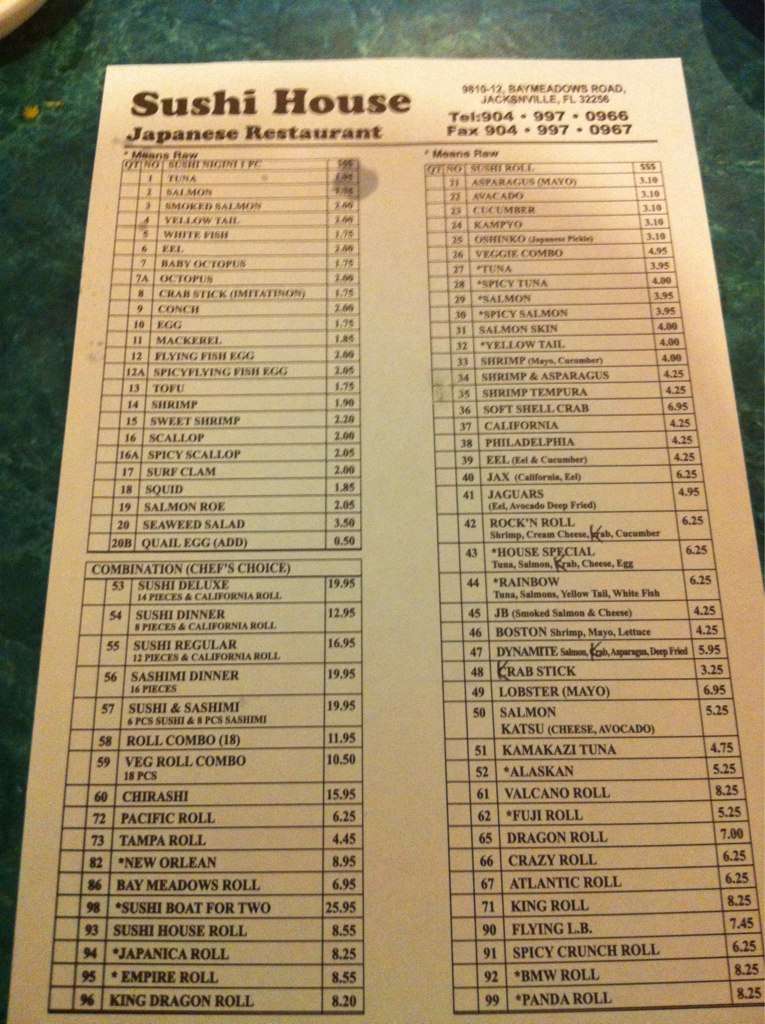 Sushi House
Japanese Restaurant
9810-12, BAYMEADOWS ROAD,
JACKSNVILLE, FL 32256
Tel:904 • 997 • 0966
Fax 904 • 997 • 0967
* Means Raw
QT NO SUSHI NIGINI 1 PC $$$
1 TUNA
2 SALMON
3 SMOKED SALMON 2.00
4 YELLOW TAIL 2.00
5 WHITE FISH 1.75
6 EEL 2.00
7 BABY OCTOPUS 1.75
7A OCTOPUS 2.00
8 CRAB STICK (IMITATINON) 1.75
9 CONCH 2.00
10 EGG 1.75
11 MACKEREL 1.85
12 FLYING FISH EGG 2.00
12A SPICYFLYING FISH EGG 2.05
13 TOFU 1.75
14 SHRIMP 1.90
15 SWEET SHRIMP 2.20
16 SCALLOP 2.00
16A SPICY SCALLOP 2.05
17 SURF CLAM 2.00
18 SQUID 1.85
19 SALMON ROE 2.05
20 SEAWEED SALAD 3.50
20B QUAIL EGG (ADD) 0.50
COMBINATION (CHEF'S CHOICE)
53 SUSHI DELUXE 19.95
14 PIECES & CALIFORNIA ROLL
54 SUSHI DINNER 12.95
8 PIECES & CALIFORNIA ROLL
55 SUSHI REGULAR 16.95
12 PIECES & CALIFORNIA ROLL
56 SASHIMI DINNER 19.95
16 PIECES
57 SUSHI & SASHIMI 19.95
6 PCS SUSHI & 8 PCS SASHIMI
58 ROLL COMBO (18) 11.95
59 VEG ROLL COMBO 10.50
18 PCS
60 CHIRASHI 15.95
72 PACIFIC ROLL 6.25
73 TAMPA ROLL 4.45
82 *NEW ORLEAN 8.95
86 BAY MEADOWS ROLL 6.95
98 *SUSHI BOAT FOR TWO 25.95
93 SUSHI HOUSE ROLL 8.55
94 *JAPANICA ROLL 8.25
95 * EMPIRE ROLL 8.55
96 KING DRAGON ROLL 8.20
* Means Raw
QT NO SUSHI ROLL $$$
21 ASPARAGUS (MAYO) 3.10
22 AVACADO 3.10
23 CUCUMBER 3.10
24 KAMPYO 3.10
25 OSHINKO (Japanese Pickle) 3.10
26 VEGGIE COMBO 4.95
27 *TUNA 3.95
28 *SPICY TUNA 4.00
29 *SALMON 3.95
30 *SPICY SALMON 3.95
31 SALMON SKIN 4.00
32 *YELLOW TAIL 4.00
33 SHRIMP (Mayo, Cucumber) 4.00
34 SHRIMP & ASPARAGUS 4.25
35 SHRIMP TEMPURA 4.25
36 SOFT SHELL CRAB 6.95
37 CALIFORNIA 4.25
38 PHILADELPHIA 4.25
39 EEL (Eel & Cucumber) 4.25
40 JAX (California, Eel) 6.25
41 JAGUARS 4.95
(Eel, Avocado Deep Fried)
42 ROCK'N ROLL 6.25
Shrimp, Cream Cheese, Krab, Cucumber
43 *HOUSE SPECIAL 6.25
Tuna, Salmon, Krab, Cheese, Egg
44 *RAINBOW 6.25
Tuna, Salmons, Yellow Tail, White Fish
45 JB (Smoked Salmon & Cheese) 4.25
46 BOSTON Shrimp, Mayo, Lettuce 4.25
47 DYNAMITE Salmon, Krab, Asparagus, Deep Fried 5.95
48 KRAB STICK 3.25
49 LOBSTER (MAYO) 6.95
50 SALMON 5.25
KATSU (CHEESE, AVOCADO)
51 KAMAKAZI TUNA 4.75
52 *ALASKAN 5.25
61 VALCANO ROLL 8.25
62 *FUJI ROLL 5.25
65 DRAGON ROLL 7.00
66 CRAZY ROLL 6.25
67 ATLANTIC ROLL 6.25
71 KING ROLL 8.25
90 FLYING L.B. 7.45
91 SPICY CRUNCH ROLL 6.25
92 *BMW ROLL 8.25
99 *PANDA ROLL 8.25